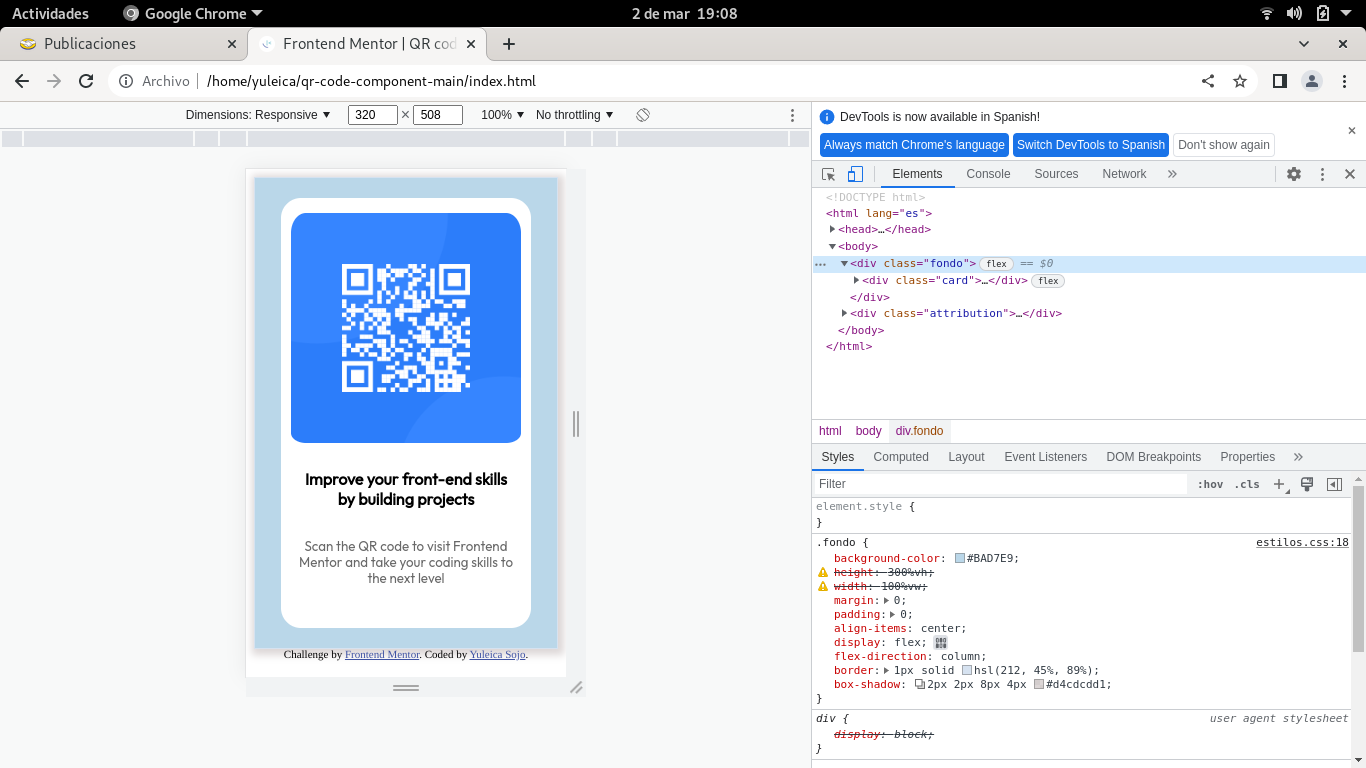 Actividades
Google Chrome
2 de mar 19:08
Publicaciones
Frontend Mentor | QR cod
Archivo
/home/yuleica/qr-code-component-main/index.html
Dimensions: Responsive
320 × 508
100%
No throttling
Improve your front-end skills
by building projects
Scan the QR code to visit Frontend
Mentor and take your coding skills to
the next level
Challenge by Frontend Mentor. Coded by Yuleica Sojo.
DevTools is now available in Spanish!
Always match Chrome's language
Switch DevTools to Spanish
Don't show again
Elements
Console
Sources
Network
<!DOCTYPE html>
<html lang="es">
<head>…</head>
<body>
<div class="fondo"> flex == $0
<div class="card">…</div> flex
</div>
<div class="attribution">…</div>
</body>
</html>
html body div.fondo
Styles
Computed
Layout
Event Listeners
DOM Breakpoints
Properties
Filter
:hov .cls
element.style {
}
.fondo {
estilos.css:18
background-color: #BAD7E9;
height: 300%vh;
width: 100%vw;
margin: 0;
padding: 0;
align-items: center;
display: flex;
flex-direction: column;
border: 1px solid hsl(212, 45%, 89%);
box-shadow: 2px 2px 8px 4px #d4cdcdd1;
}
div {
user agent stylesheet
display: block;
}